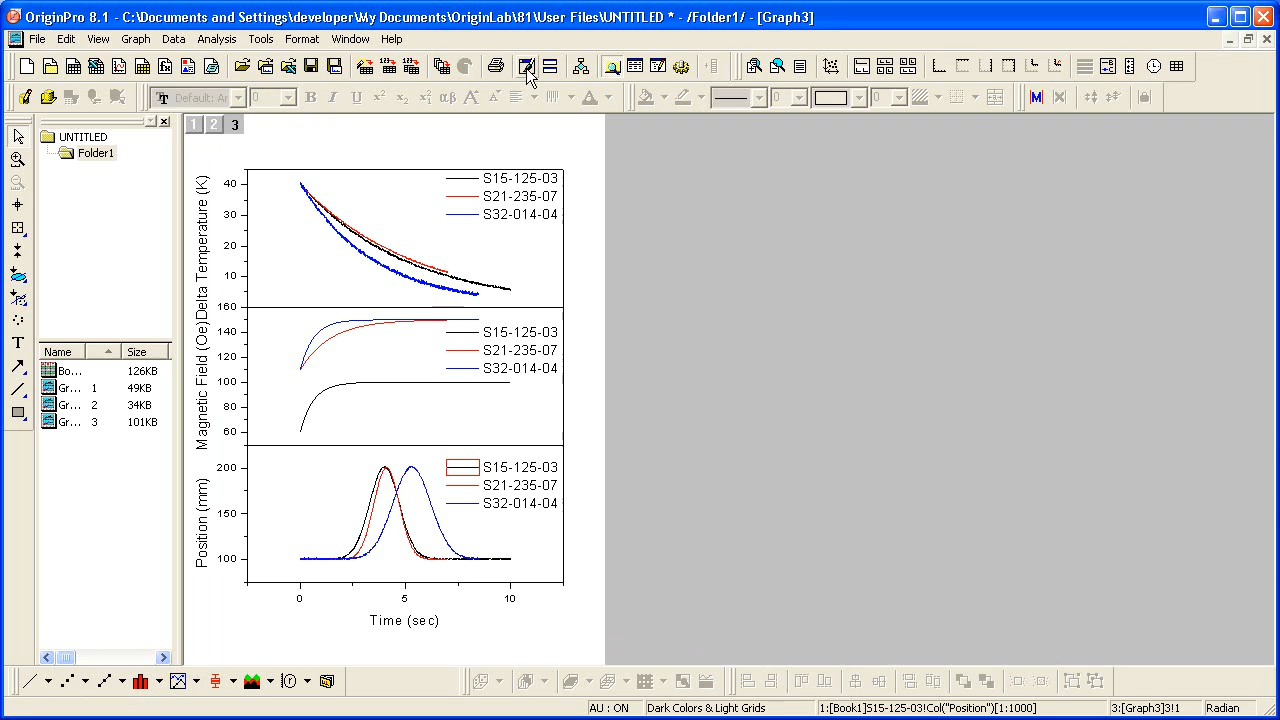 OriginPro 8.1 - C:\Documents and Settings\developer\My Documents\OriginLab\81\User Files\UNTITLED * - /Folder1/ - [Graph3]
File Edit View Graph Data Analysis Tools Format Window Help
Default: Ar 0 B I U x² x₂ αβ A A A 0 0 M
UNTITLED
Folder1
1 2 3
S15-125-03
S21-235-07
S32-014-04
40
30
20
10
Delta Temperature (K)
160
140
120
100
80
60
Magnetic Field (Oe)
S15-125-03
S21-235-07
S32-014-04
200
150
100
Position (mm)
S15-125-03
S21-235-07
S32-014-04
0 5 10
Time (sec)
Name Size
Bo... 126KB
Gr... 1 49KB
Gr... 2 34KB
Gr... 3 101KB
T
AU : ON Dark Colors & Light Grids 1:[Book1]S15-125-03!Col("Position")[1:1000] 3:[Graph3]3!1 Radian